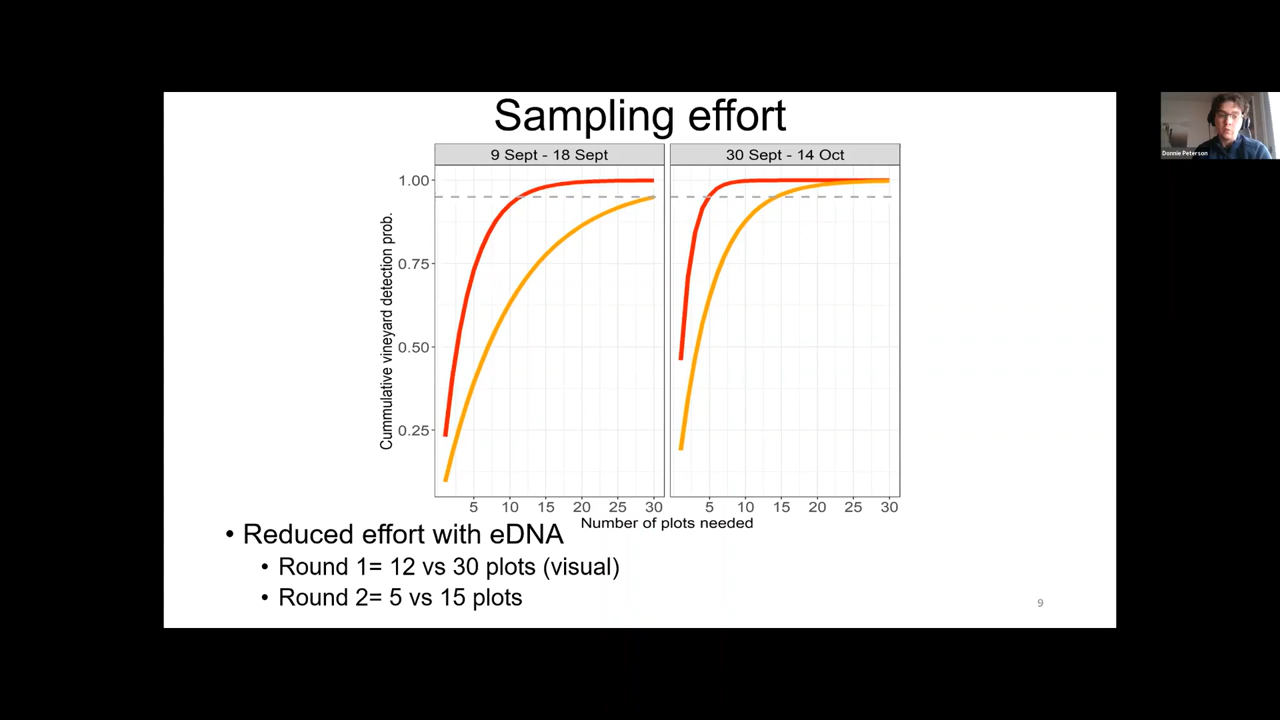 Sampling effort
9 Sept - 18 Sept
30 Sept - 14 Oct
Cummulative vineyard detection prob.
1.00
0.75
0.50
0.25
5 10 15 20 25 30
5 10 15 20 25 30
Number of plots needed
• Reduced effort with eDNA
• Round 1= 12 vs 30 plots (visual)
• Round 2= 5 vs 15 plots
9
Donnie Peterson